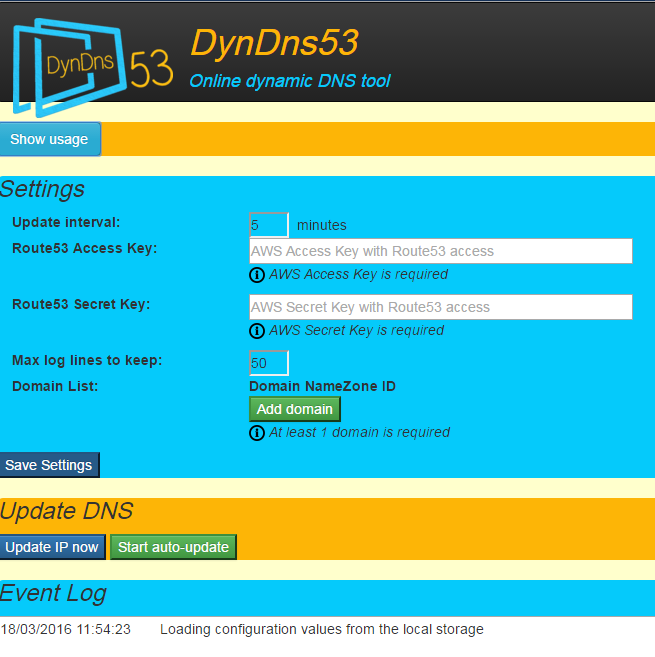 DynDns 53
DynDns53
Online dynamic DNS tool
Show usage
Settings
Update interval: 5 minutes
Route53 Access Key: AWS Access Key with Route53 access
AWS Access Key is required
Route53 Secret Key: AWS Secret Key with Route53 access
AWS Secret Key is required
Max log lines to keep: 50
Domain List: Domain NameZone ID
Add domain
At least 1 domain is required
Save Settings
Update DNS
Update IP now Start auto-update
Event Log
18/03/2016 11:54:23 Loading configuration values from the local storage